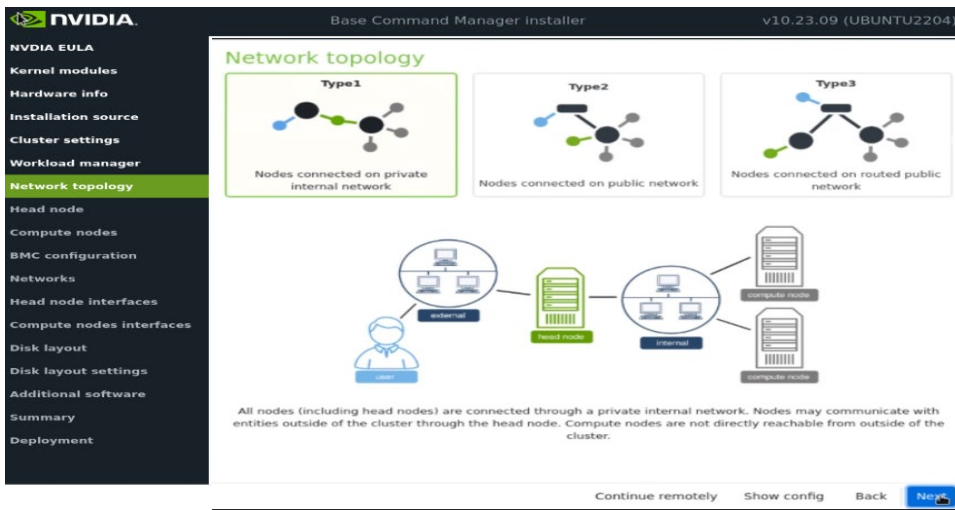 NVIDIA.
Base Command Manager installer
v10.23.09 (UBUNTU2204)
NVDIA EULA
Kernel modules
Hardware info
Installation source
Cluster settings
Workload manager
Network topology
Head node
Compute nodes
BMC configuration
Networks
Head node interfaces
Compute nodes interfaces
Disk layout
Disk layout settings
Additional software
Summary
Deployment
Network topology
Type1
Nodes connected on private
internal network
Type2
Nodes connected on public network
Type3
Nodes connected on routed public
network
external
user
head node
internal
compute node
compute node
All nodes (including head nodes) are connected through a private internal network. Nodes may communicate with
entities outside of the cluster through the head node. Compute nodes are not directly reachable from outside of the
cluster.
Continue remotely
Show config
Back
Next